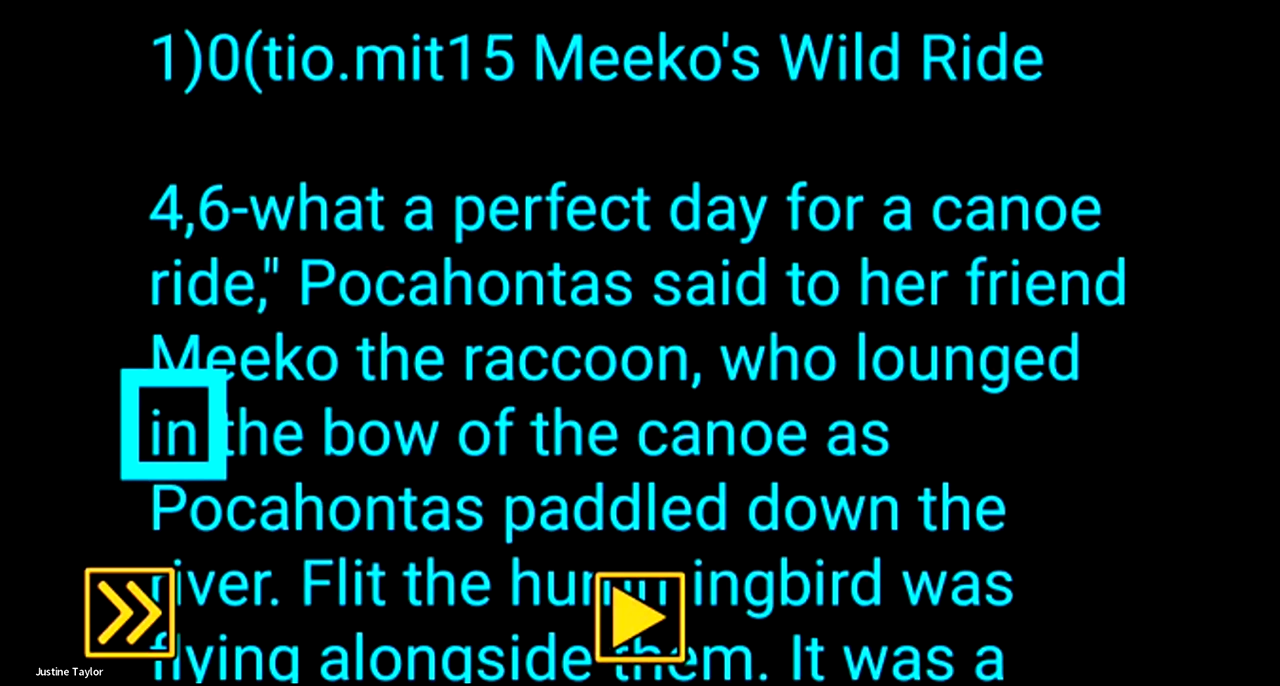 1)0(tio.mit15 Meeko's Wild Ride
4,6-what a perfect day for a canoe
ride," Pocahontas said to her friend
Meeko the raccoon, who lounged
in the bow of the canoe as
Pocahontas paddled down the
river. Flit the hummingbird was
flying alongside them. It was a
Justine Taylor